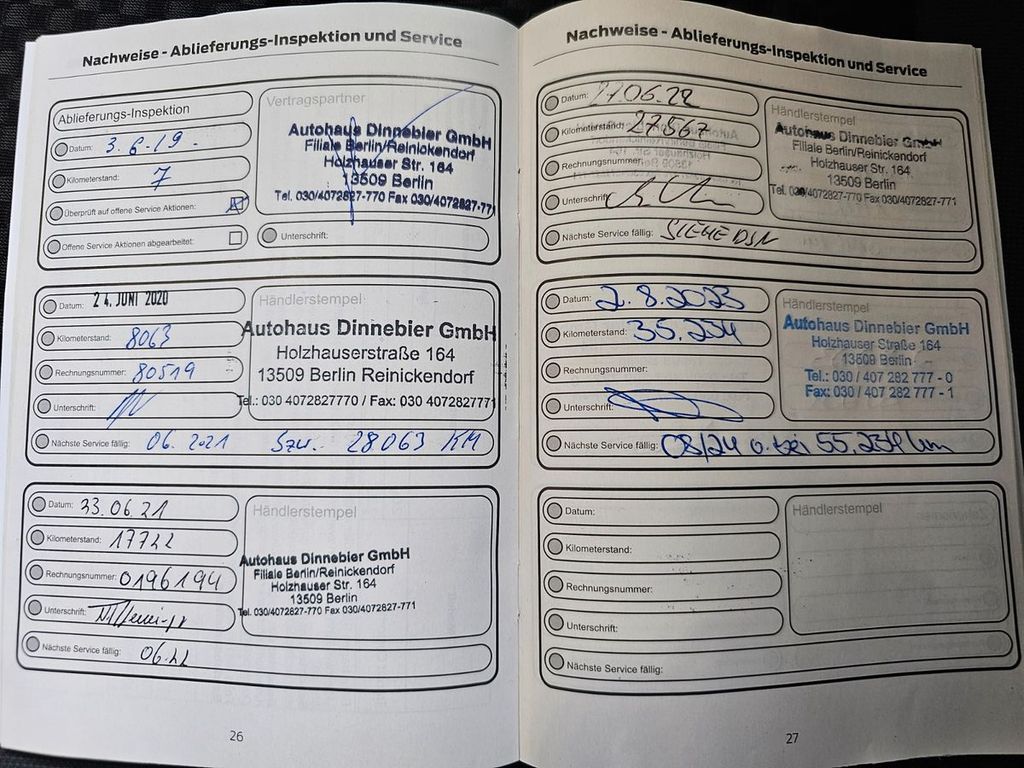 Nachweise - Ablieferungs-Inspektion und Service
Ablieferungs-Inspektion
Datum: 3.6.19.
Kilometerstand: 7
Überprüft auf offene Service Aktionen:
Offene Service Aktionen abgearbeitet:
Vertragspartner
Autohaus Dinnebier GmbH
Filiale Berlin/Reinickendorf
Holzhauser Str. 164
13509 Berlin
Tel. 030/4072827-770 Fax 030/4072827-771
Unterschrift:
Datum: 24. JUNI 2020
Kilometerstand: 8063
Rechnungsnummer: 80519
Unterschrift:
Händlerstempel
Autohaus Dinnebier GmbH
Holzhauserstraße 164
13509 Berlin Reinickendorf
Tel.: 030 4072827770 / Fax: 030 4082827771
Nächste Service fällig: 06.2021 28063 KM
Datum: 33.06.21
Kilometerstand: 17722
Rechnungsnummer: 0196194
Unterschrift:
Händlerstempel
Autohaus Dinnebier GmbH
Filiale Berlin/Reinickendorf
Holzhauser Str. 164
13509 Berlin
Tel. 030/4072827-770 Fax 030/4072827-771
Nächste Service fällig: 06.22
26
Nachweise - Ablieferungs-Inspektion und Service
Datum: 27.06.22
Kilometerstand: 27.567
Rechnungsnummer:
Unterschrift:
Händlerstempel
Autohaus Dinnebier GmbH
Filiale Berlin/Reinickendorf
Holzhauser Str. 164
13509 Berlin
Tel. 030/4072827-770 Fax 030/4072827-771
Nächste Service fällig: SIEHE DSN
Datum: 2.8.2023
Kilometerstand: 35.234
Rechnungsnummer:
Unterschrift:
Händlerstempel
Autohaus Dinnebier GmbH
Holzhauser Straße 164
13509 Berlin
Tel.: 030 / 407 282 777 - 0
Fax: 030 / 407 282 777 - 1
Nächste Service fällig: 08/24 o. bei 55.234 km
Datum:
Kilometerstand:
Rechnungsnummer:
Unterschrift:
Händlerstempel
Nächste Service fällig:
27